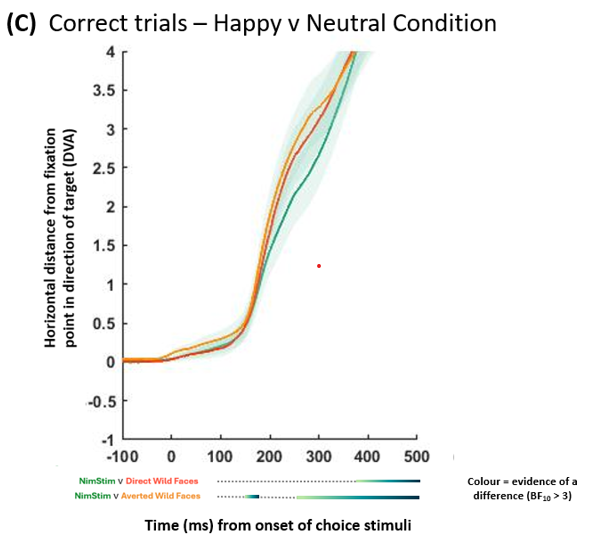 (C) Correct trials – Happy v Neutral Condition
Horizontal distance from fixation
point in direction of target (DVA)
4
3.5
3
2.5
2
1.5
1
0.5
0
-0.5
-1
-100 0 100 200 300 400 500
NimStim v Direct Wild Faces
NimStim v Averted Wild Faces
Colour = evidence of a
difference (BF₁₀ > 3)
Time (ms) from onset of choice stimuli